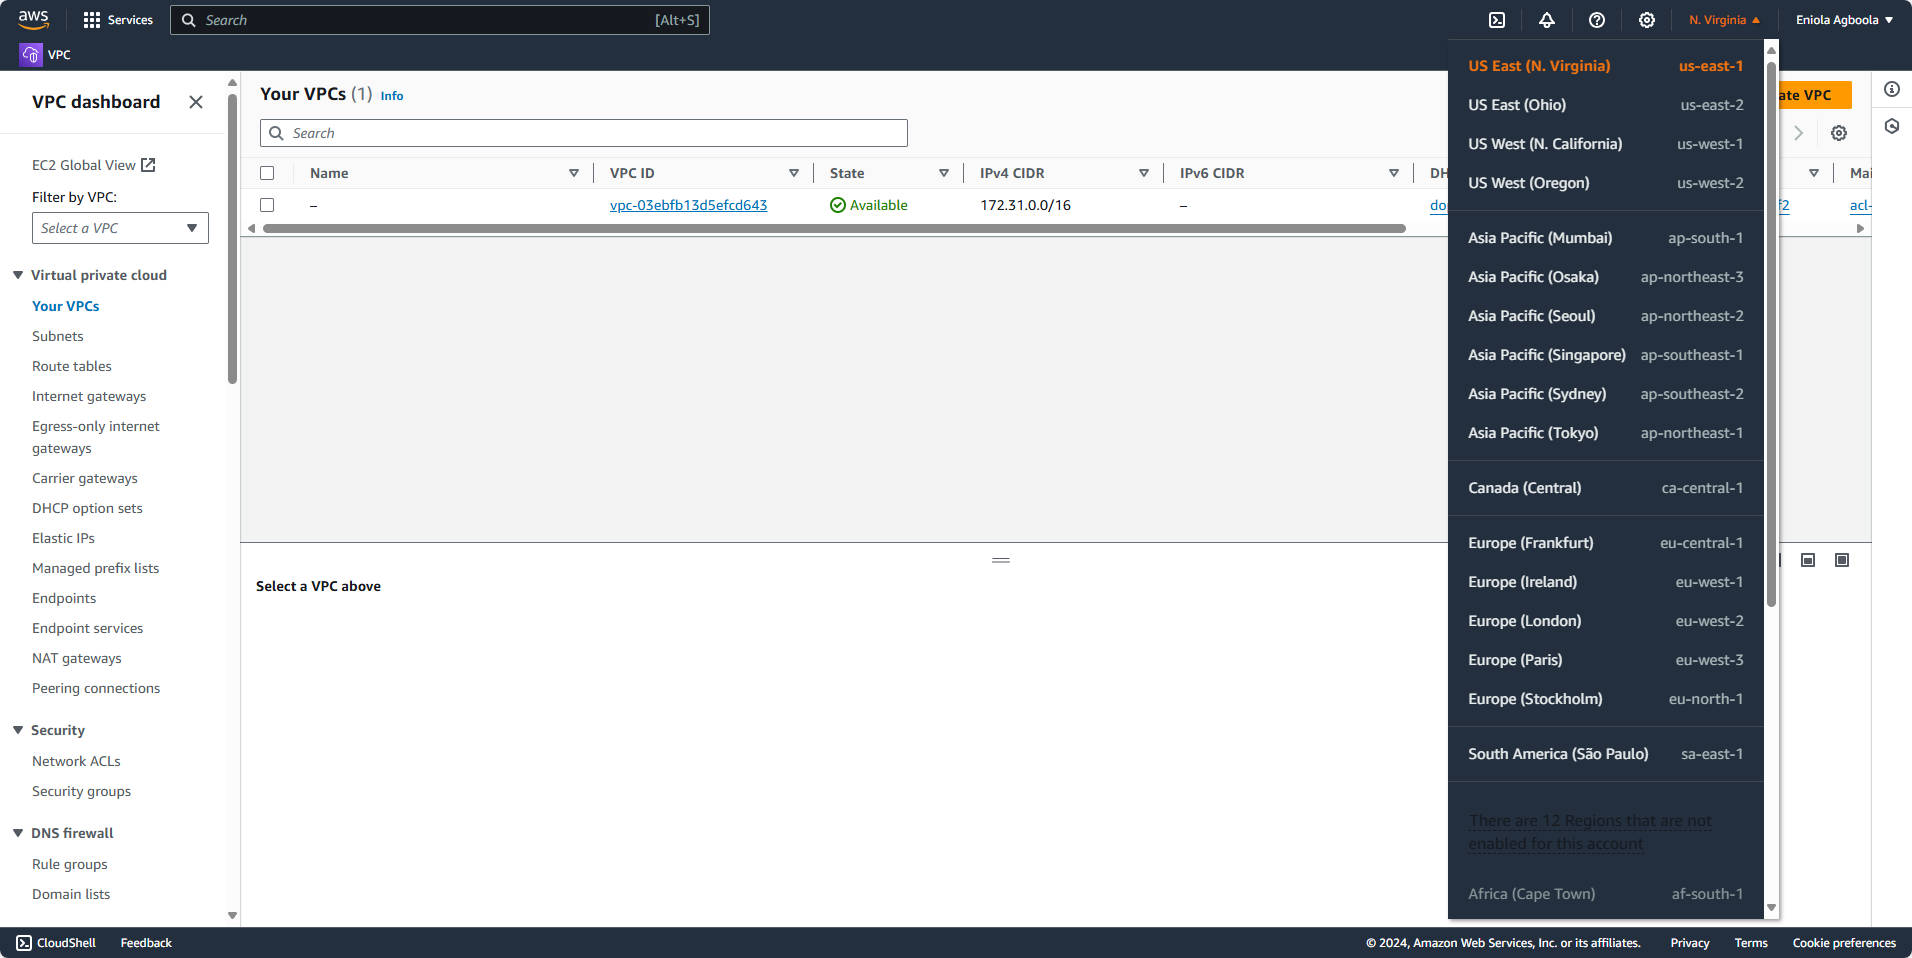 aws
Services
Search
[Alt+S]
N. Virginia
Eniola Agboola
VPC
VPC dashboard
EC2 Global View
Filter by VPC:
Select a VPC
Virtual private cloud
Your VPCs
Subnets
Route tables
Internet gateways
Egress-only internet
gateways
Carrier gateways
DHCP option sets
Elastic IPs
Managed prefix lists
Endpoints
Endpoint services
NAT gateways
Peering connections
Security
Network ACLs
Security groups
DNS firewall
Rule groups
Domain lists
Your VPCs (1) Info
ate VPC
Search
Name
VPC ID
State
IPv4 CIDR
IPv6 CIDR
DH
Mai
–
vpc-03ebfb13d5efcd643
Available
172.31.0.0/16
–
do
f2
acl-
Select a VPC above
US East (N. Virginia) us-east-1
US East (Ohio) us-east-2
US West (N. California) us-west-1
US West (Oregon) us-west-2
Asia Pacific (Mumbai) ap-south-1
Asia Pacific (Osaka) ap-northeast-3
Asia Pacific (Seoul) ap-northeast-2
Asia Pacific (Singapore) ap-southeast-1
Asia Pacific (Sydney) ap-southeast-2
Asia Pacific (Tokyo) ap-northeast-1
Canada (Central) ca-central-1
Europe (Frankfurt) eu-central-1
Europe (Ireland) eu-west-1
Europe (London) eu-west-2
Europe (Paris) eu-west-3
Europe (Stockholm) eu-north-1
South America (São Paulo) sa-east-1
There are 12 Regions that are not
enabled for this account
Africa (Cape Town) af-south-1
CloudShell
Feedback
© 2024, Amazon Web Services, Inc. or its affiliates.
Privacy
Terms
Cookie preferences